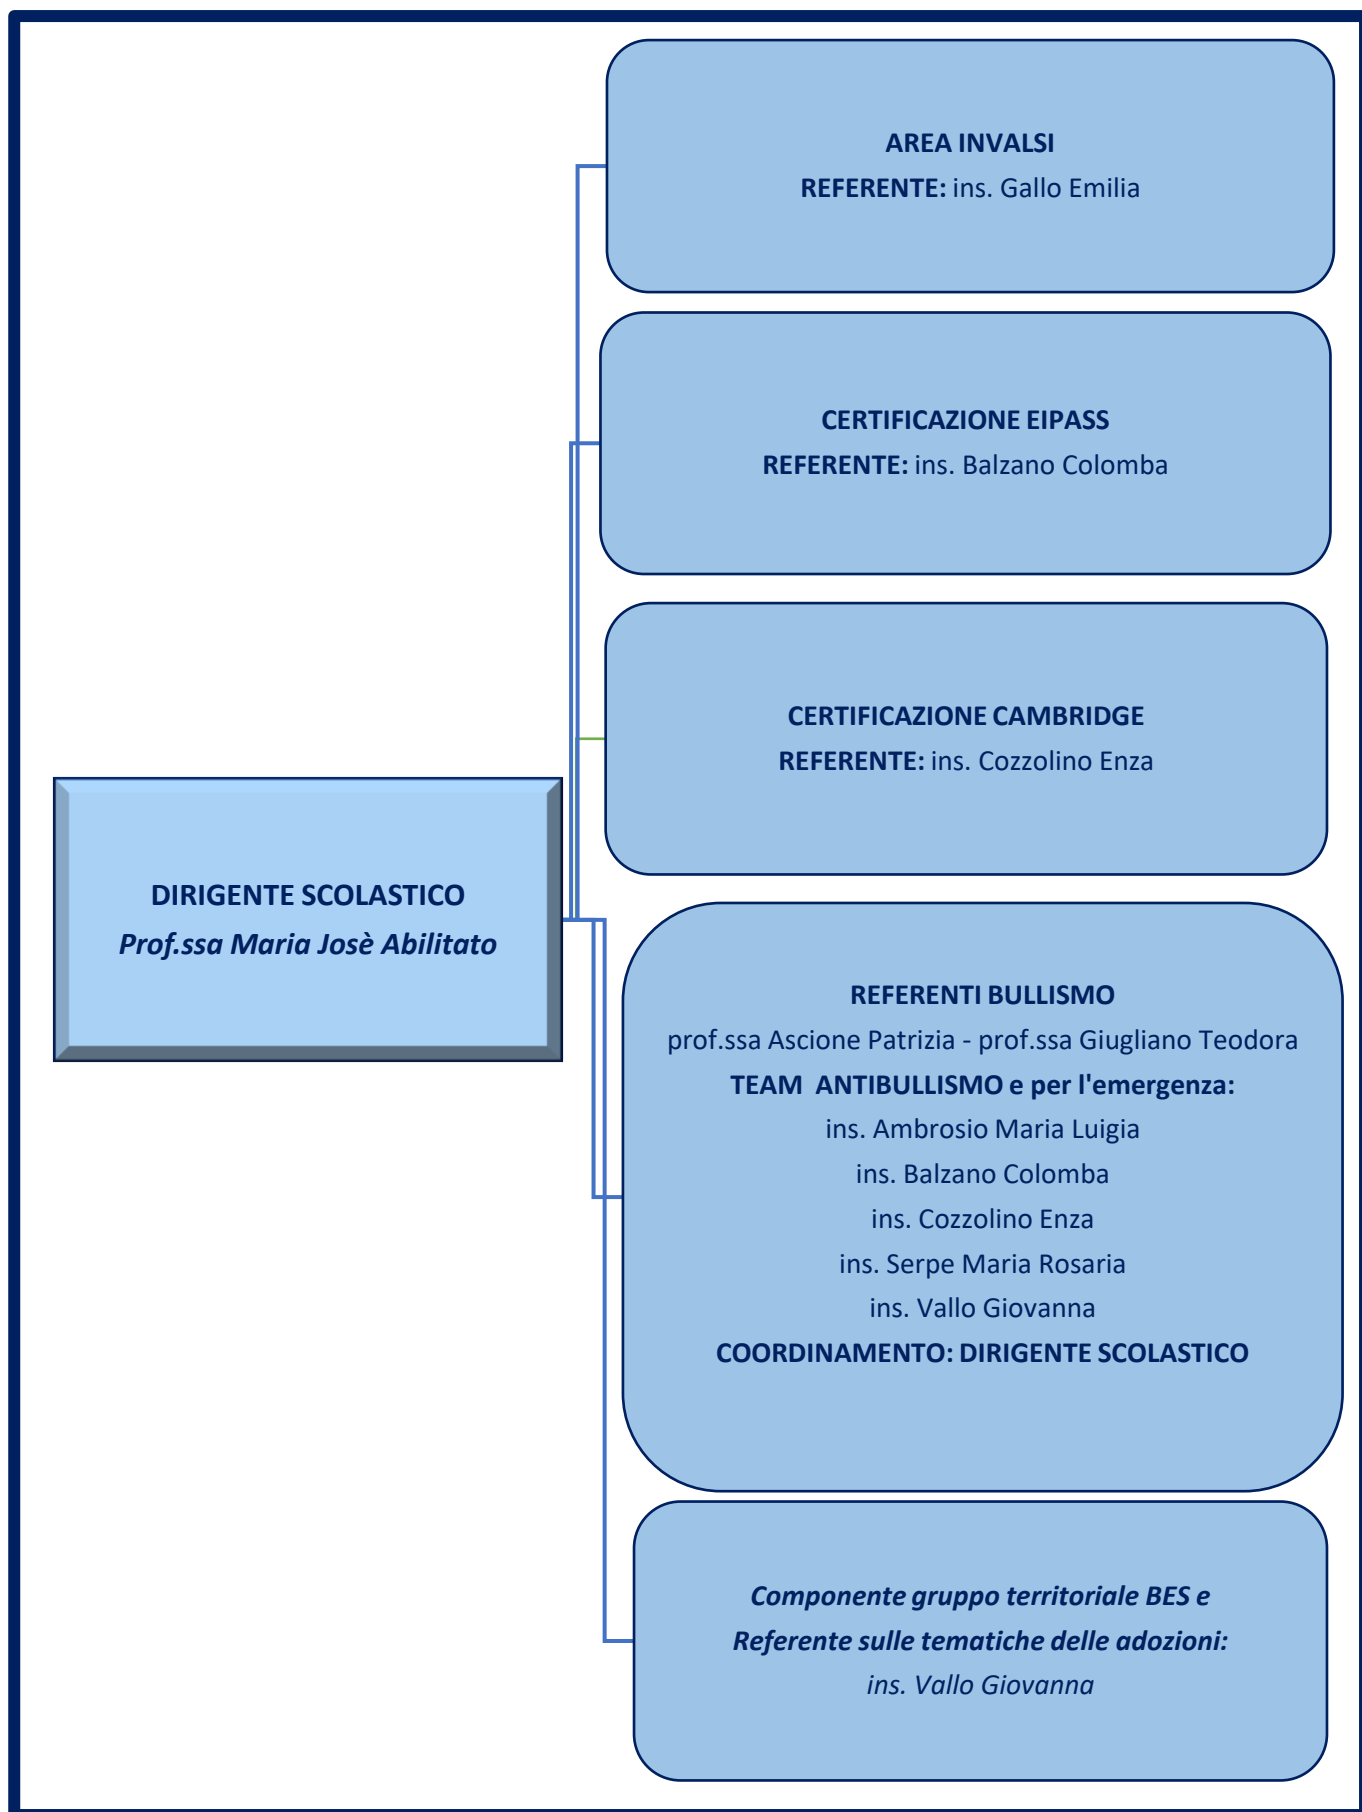 AREA INVALSI
REFERENTE: ins. Gallo Emilia
CERTIFICAZIONE EIPASS
REFERENTE: ins. Balzano Colomba
CERTIFICAZIONE CAMBRIDGE
REFERENTE: ins. Cozzolino Enza
DIRIGENTE SCOLASTICO
Prof.ssa Maria Josè Abilitato
REFERENTI BULLISMO
prof.ssa Ascione Patrizia - prof.ssa Giugliano Teodora
TEAM  ANTIBULLISMO e per l'emergenza:
ins. Ambrosio Maria Luigia
ins. Balzano Colomba
ins. Cozzolino Enza
ins. Serpe Maria Rosaria
ins. Vallo Giovanna
COORDINAMENTO: DIRIGENTE SCOLASTICO
Componente gruppo territoriale BES e
Referente sulle tematiche delle adozioni:
ins. Vallo Giovanna